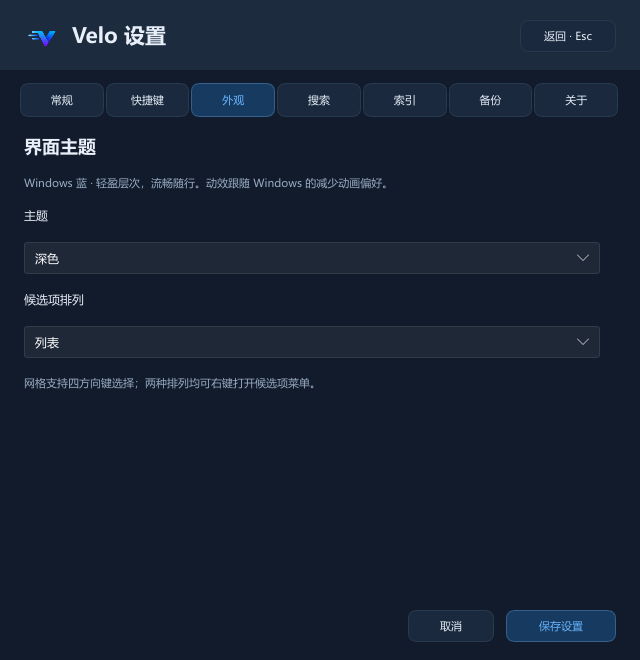 Velo 设置
返回 · Esc
常规
快捷键
外观
搜索
索引
备份
关于
界面主题
Windows 蓝 · 轻盈层次，流畅随行。动效跟随 Windows 的减少动画偏好。
主题
深色
候选项排列
列表
网格支持四方向键选择；两种排列均可右键打开候选项菜单。
取消
保存设置